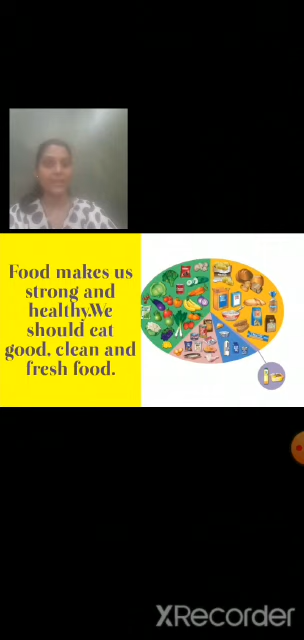 Food makes us
strong and
healthy.We
should eat
good, clean and
fresh food.
XRecorder